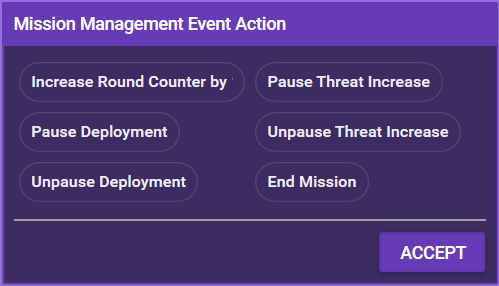 Mission Management Event Action
Increase Round Counter by
Pause Threat Increase
Pause Deployment
Unpause Threat Increase
Unpause Deployment
End Mission
ACCEPT